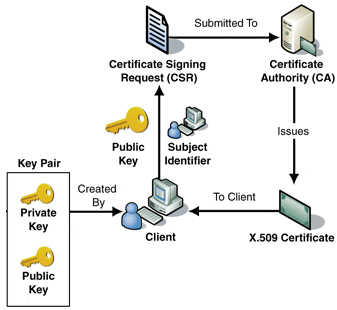 Submitted To
Certificate Signing
Request (CSR)
Certificate
Authority (CA)
Public
Key
Subject
Identifier
Issues
Key Pair
Private
Key
Public
Key
Created
By
Client
To Client
X.509 Certificate